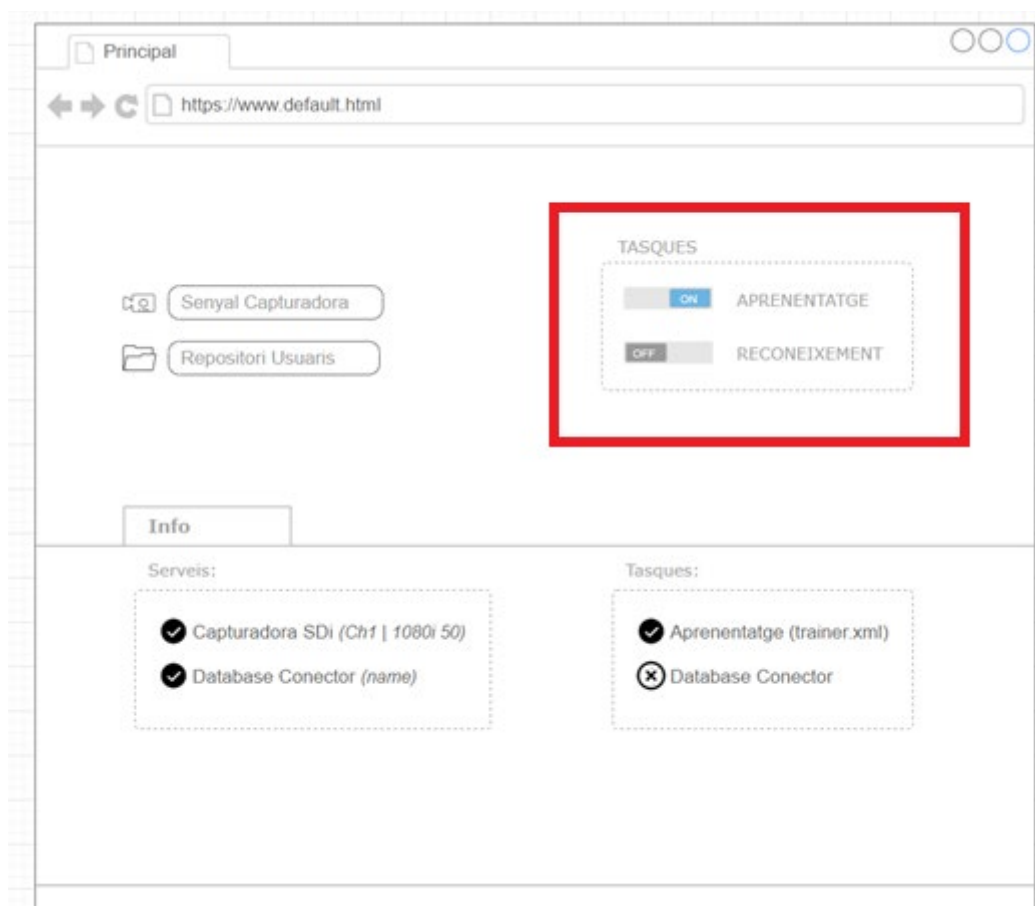 Principal
https://www.default.html
TASQUES
ON APRENENTATGE
OFF RECONEIXEMENT
Senyal Capturadora
Repositori Usuaris
Info
Serveis:
Capturadora SDi (Ch1 | 1080i 50)
Database Conector (name)
Tasques:
Aprenentatge (trainer.xml)
Database Conector